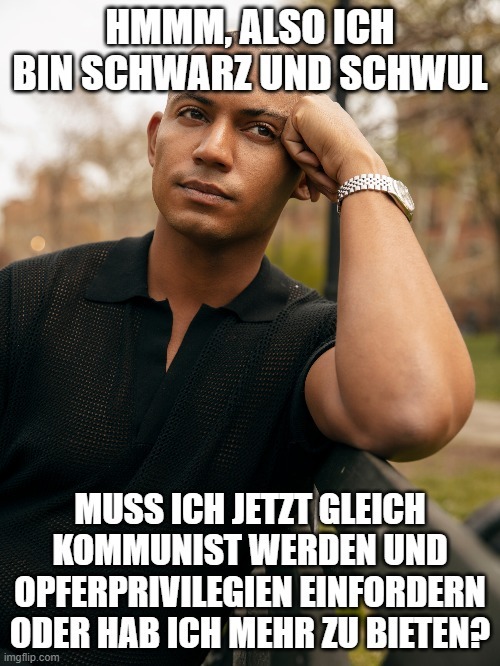 HMMM, ALSO ICH
BIN SCHWARZ UND SCHWUL
MUSS ICH JETZT GLEICH
KOMMUNIST WERDEN UND
OPFERPRIVILEGIEN EINFORDERN
ODER HAB ICH MEHR ZU BIETEN?
imgflip.com